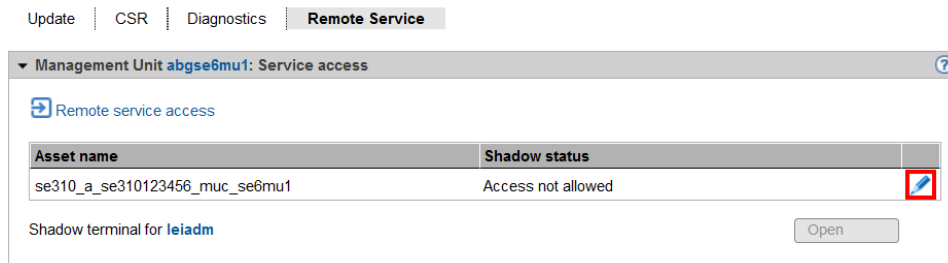 Update CSR Diagnostics Remote Service
Management Unit abgse6mu1: Service access ?
Remote service access
Asset name Shadow status
se310_a_se310123456_muc_se6mu1 Access not allowed
Shadow terminal for leiadm Open